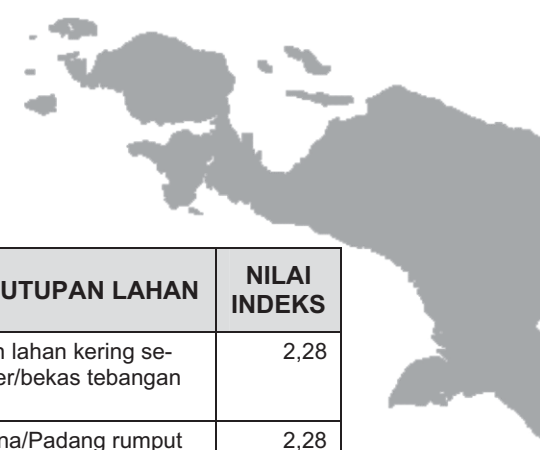 UTUPAN LAHAN
NILAI
INDEKS
n lahan kering se-
er/bekas tebangan
2,28
na/Padang rumput
2,28